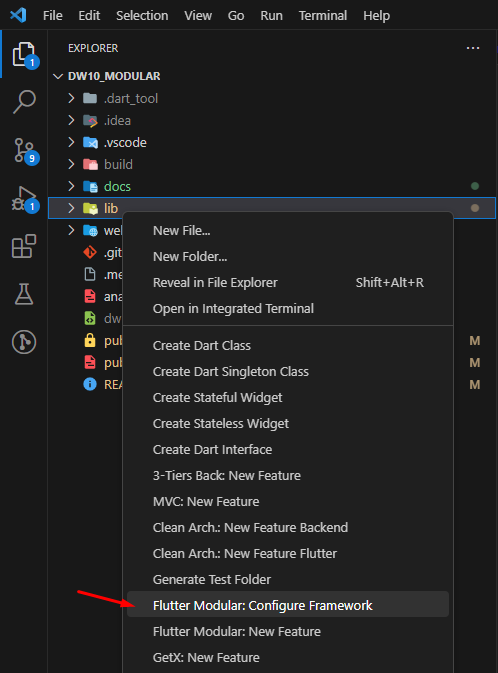 File Edit Selection View Go Run Terminal Help
EXPLORER ...
DW10_MODULAR
.dart_tool
.idea
.vscode
build
docs
lib
we
.git
.me
ana
dw
pub M
pub M
REA M
New File...
New Folder...
Reveal in File Explorer Shift+Alt+R
Open in Integrated Terminal
Create Dart Class
Create Dart Singleton Class
Create Stateful Widget
Create Stateless Widget
Create Dart Interface
3-Tiers Back: New Feature
MVC: New Feature
Clean Arch.: New Feature Backend
Clean Arch.: New Feature Flutter
Generate Test Folder
Flutter Modular: Configure Framework
Flutter Modular: New Feature
GetX: New Feature
1
9
1